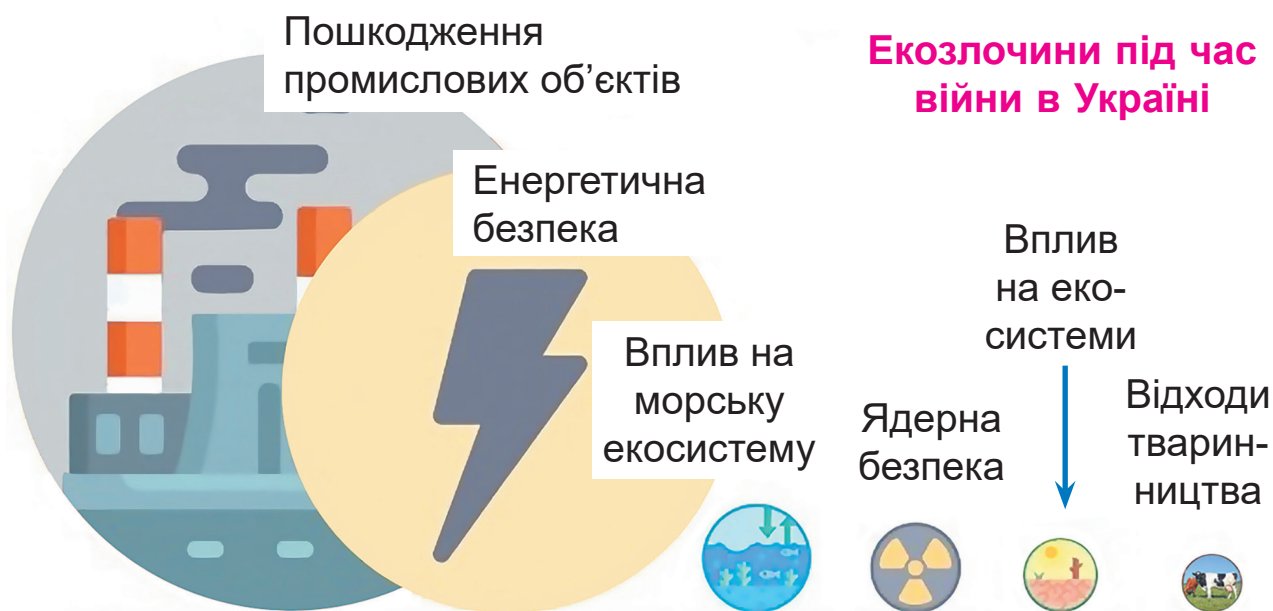 Пошкодження
промислових об’єктів
Екозлочини під час
війни в Україні
Енергетична
безпека
Вплив
на еко-
системи
Вплив на
морську
екосистему
Ядерна
безпека
Відходи
тварин-
ництва